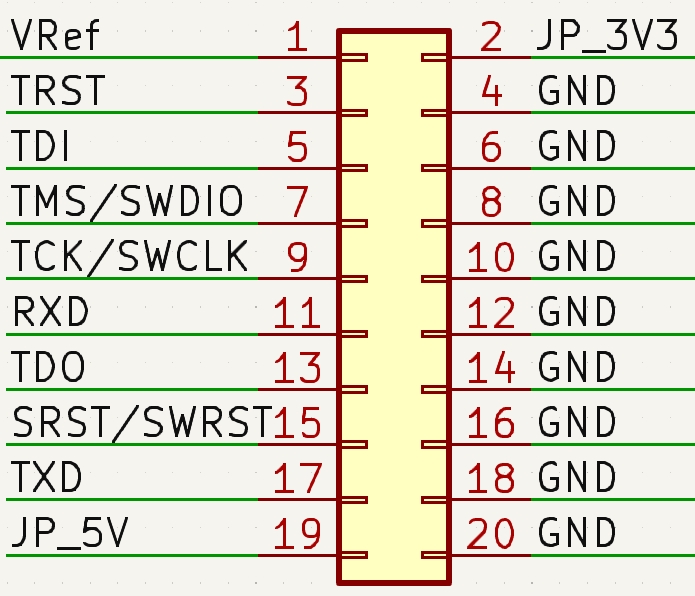 VRef 1 2 JP_3V3
TRST 3 4 GND
TDI 5 6 GND
TMS/SWDIO 7 8 GND
TCK/SWCLK 9 10 GND
RXD 11 12 GND
TDO 13 14 GND
SRST/SWRST 15 16 GND
TXD 17 18 GND
JP_5V 19 20 GND